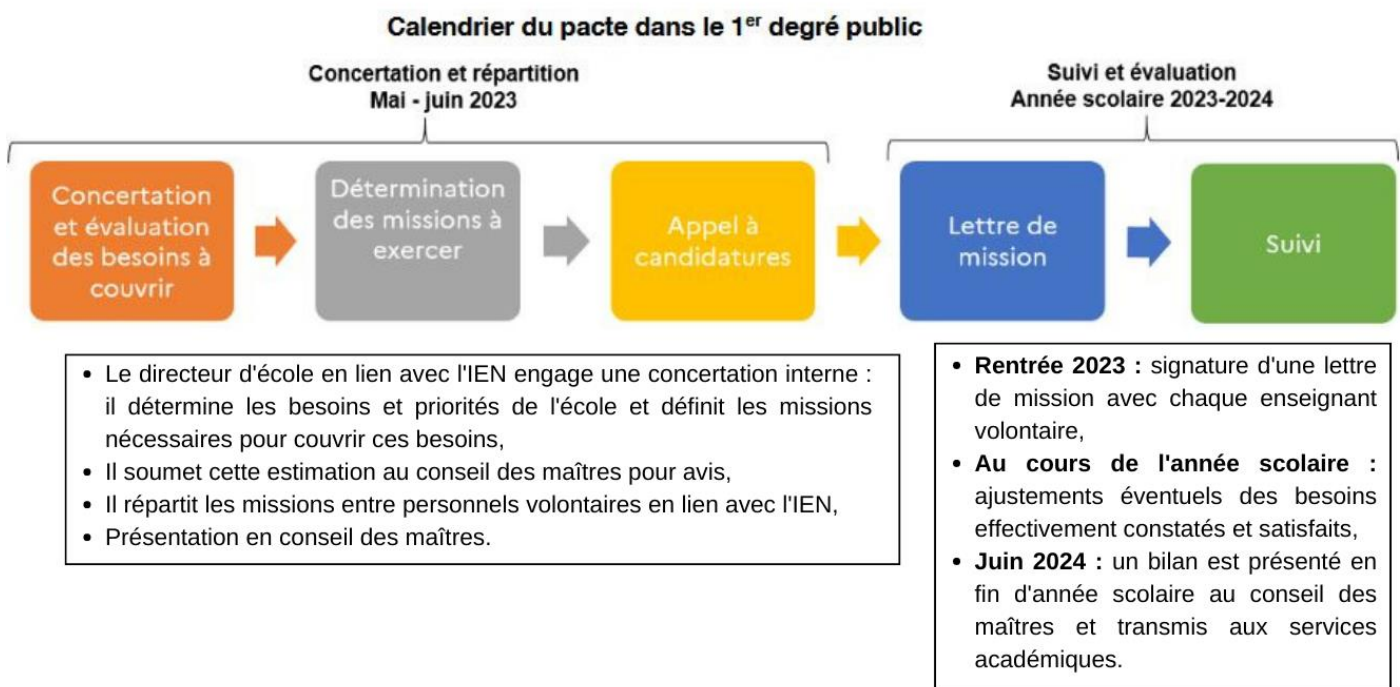 Calendrier du pacte dans le 1er degré public
Concertation et répartition
Mai - juin 2023
Suivi et évaluation
Année scolaire 2023-2024
Concertation
et évaluation
des besoins à
couvrir
Détermination
des missions à
exercer
Appel à
candidatures
Lettre de
mission
Suivi
• Le directeur d'école en lien avec l'IEN engage une concertation interne :
il détermine les besoins et priorités de l'école et définit les missions
nécessaires pour couvrir ces besoins,
• Il soumet cette estimation au conseil des maîtres pour avis,
• Il répartit les missions entre personnels volontaires en lien avec l'IEN,
• Présentation en conseil des maîtres.
• Rentrée 2023 : signature d'une lettre
de mission avec chaque enseignant
volontaire,
• Au cours de l'année scolaire :
ajustements éventuels des besoins
effectivement constatés et satisfaits,
• Juin 2024 : un bilan est présenté en
fin d'année scolaire au conseil des
maîtres et transmis aux services
académiques.